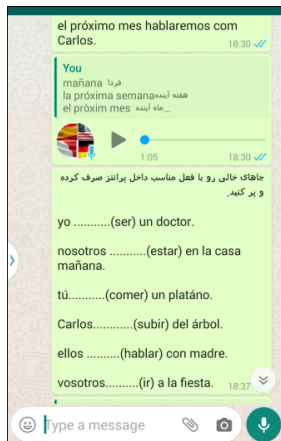 el próximo mes hablaremos com
Carlos.
18:30
You
mañana فردا
la próxima semana هفته آینده
el pròxim mes ماه آینده...
1:05
18:30
جاهای خالی رو با فعل مناسب داخل پرانتز صرف کرده
و پر کنید.
yo ...........(ser) un doctor.
nosotros ..........(estar) en la casa
mañana.
tú...........(comer) un platáno.
Carlos............(subir) del árbol.
ellos ..........(hablar) con madre.
vosotros..........(ir) a la fiesta.
18:37
Type a message